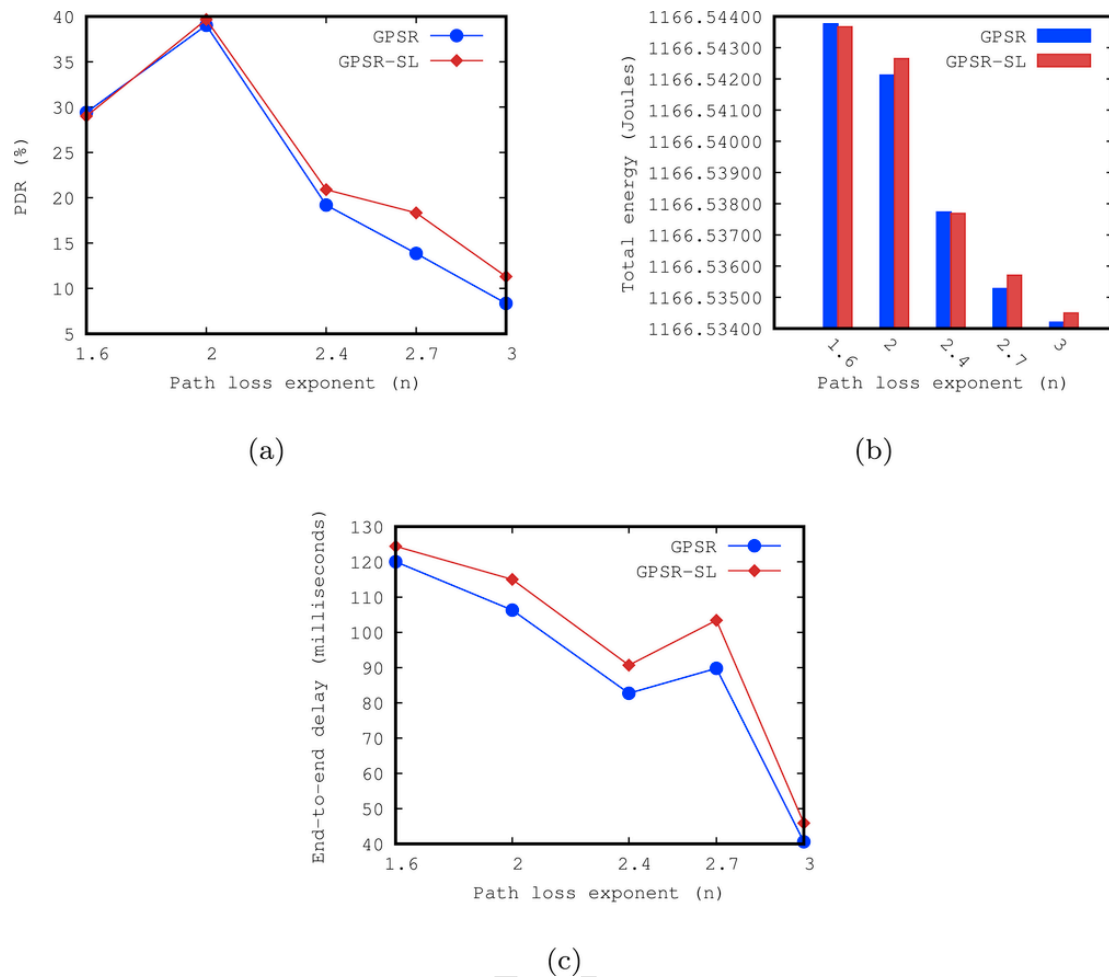 40
35
30
25
20
15
10
5
PDR (%)
GPSR
GPSR-SL
1.6 2 2.4 2.7 3
Path loss exponent (n)
(a)
1166.54400
1166.54300
1166.54200
1166.54100
1166.54000
1166.53900
1166.53800
1166.53700
1166.53600
1166.53500
1166.53400
Total energy (Joules)
GPSR
GPSR-SL
1.6 2 2.4 2.7 3
Path loss exponent (n)
(b)
130
120
110
100
90
80
70
60
50
40
End-to-end delay (milliseconds)
GPSR
GPSR-SL
1.6 2 2.4 2.7 3
Path loss exponent (n)
(c)